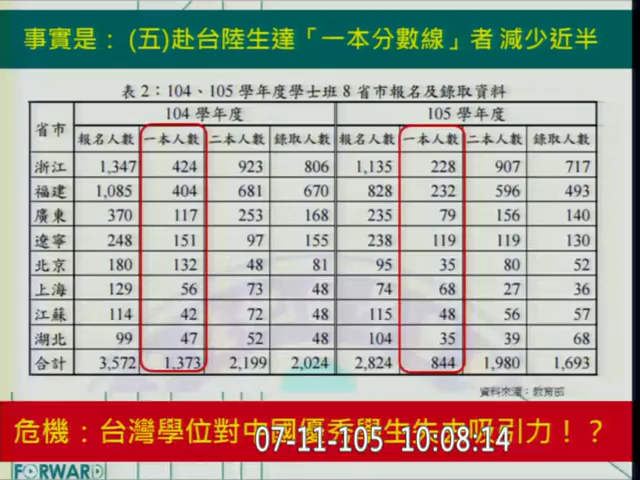 事實是： (五)赴台陸生達「一本分數線」者 減少近半
表 2：104、105 學年度學士班 8 省市報名及錄取資料
省市 104 學年度 105 學年度
報名人數 一本人數 二本人數 錄取人數 報名人數 一本人數 二本人數 錄取人數
浙江 1,347 424 923 806 1,135 228 907 717
福建 1,085 404 681 670 828 232 596 493
廣東 370 117 253 168 235 79 156 140
遼寧 248 151 97 155 238 119 119 130
北京 180 132 48 81 95 35 80 52
上海 129 56 73 48 74 68 27 36
江蘇 114 42 72 48 115 48 56 57
湖北 99 47 52 48 104 35 39 68
合計 3,572 1,373 2,199 2,024 2,824 844 1,980 1,693
資料來源：教育部
危機：台灣學位對中國優秀學生失去吸引力！？
07-11-105 10:08:14
FORWARD